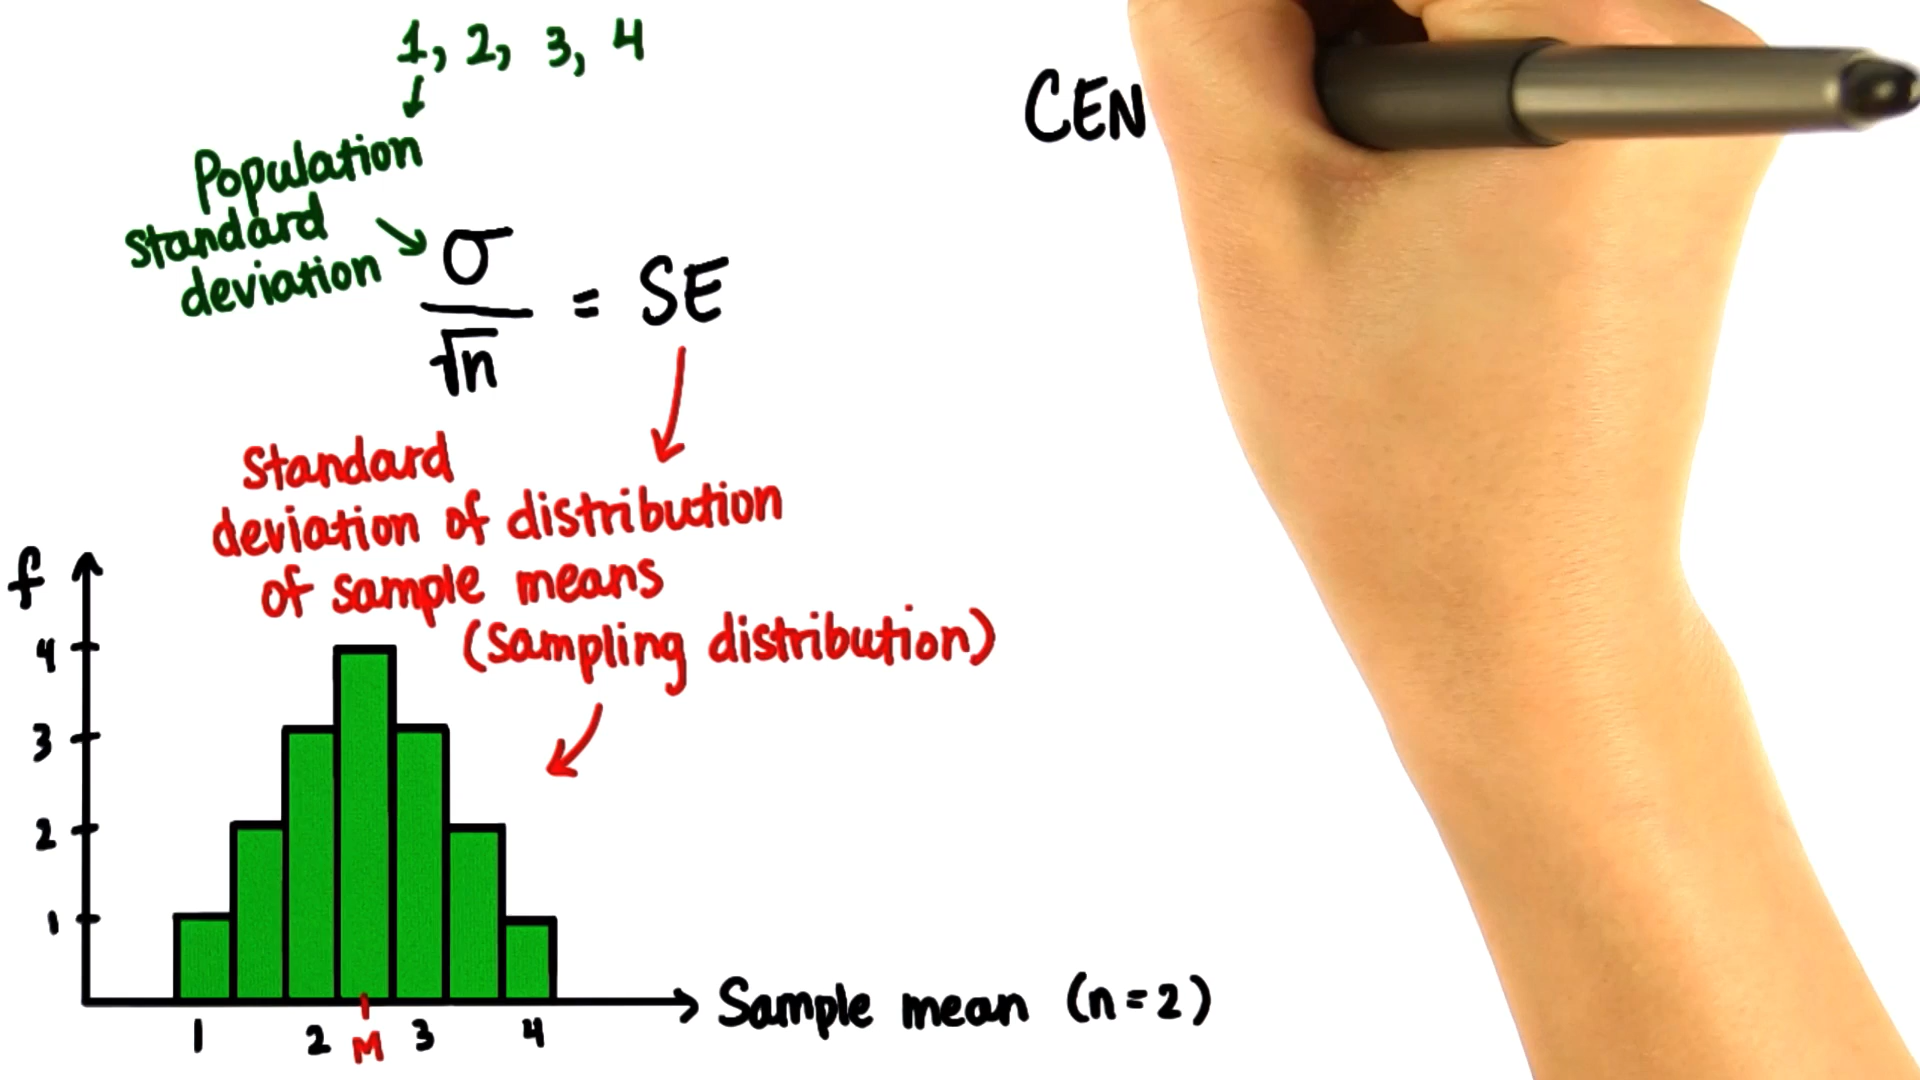 1, 2, 3, 4
Population
standard
deviation
σ
√n
= SE
Standard
deviation of distribution
of sample means
(sampling distribution)
CEN
f
4
3
2
1
1 2 M 3 4
Sample mean (n=2)